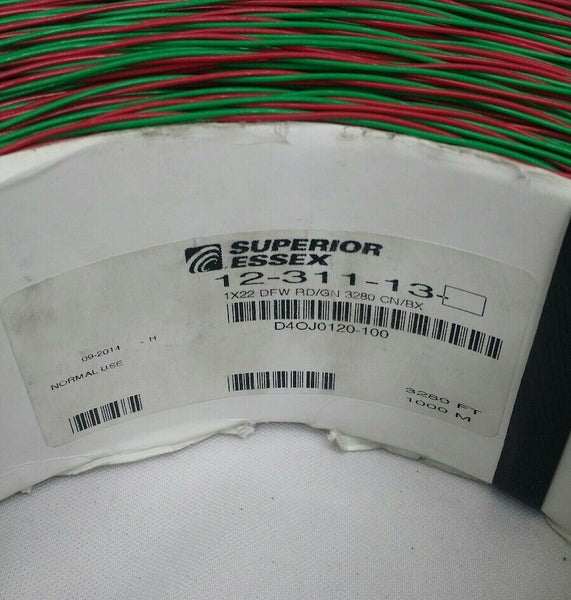 SUPERIOR
ESSEX
12-311-13-
1X22 DFW RD/GN 3280 CN/BX
D4OJ0120-100
09-2014 - H
NORMAL USE
3280 FT
1000 M